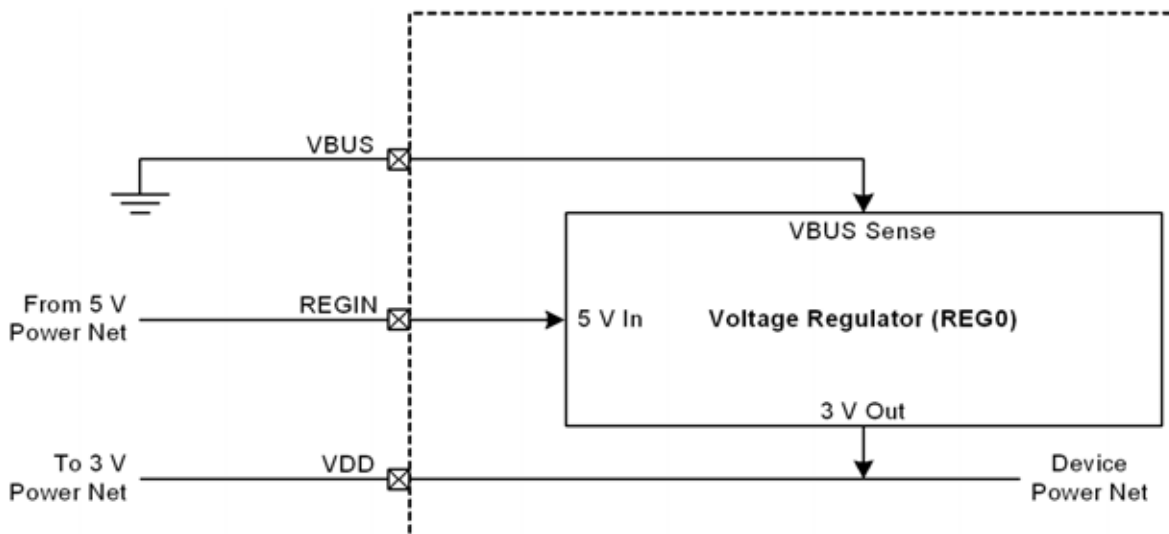 VBUS
VBUS Sense
From 5 V
Power Net
REGIN
5 V In
Voltage Regulator (REG0)
3 V Out
To 3 V
Power Net
VDD
Device
Power Net